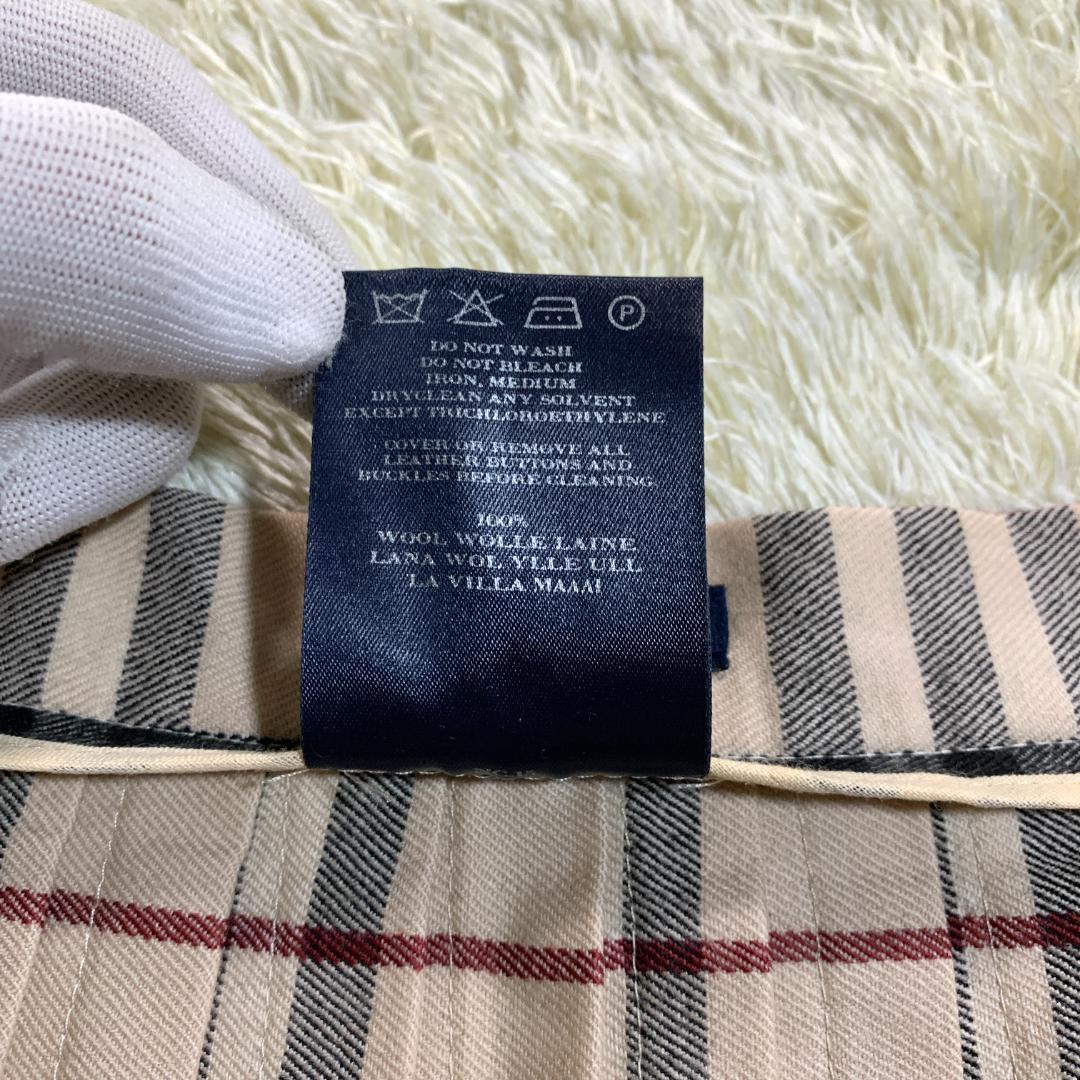 P
DO NOT WASH
DO NOT BLEACH
IRON, MEDIUM
DRYCLEAN ANY SOLVENT
EXCEPT TRICHLOROETHYLENE
COVER OR REMOVE ALL
LEATHER BUTTONS AND
BUCKLES BEFORE CLEANING
100%
WOOL WOLLE LAINE
LANA WOL YLLE ULL
LA VILLA